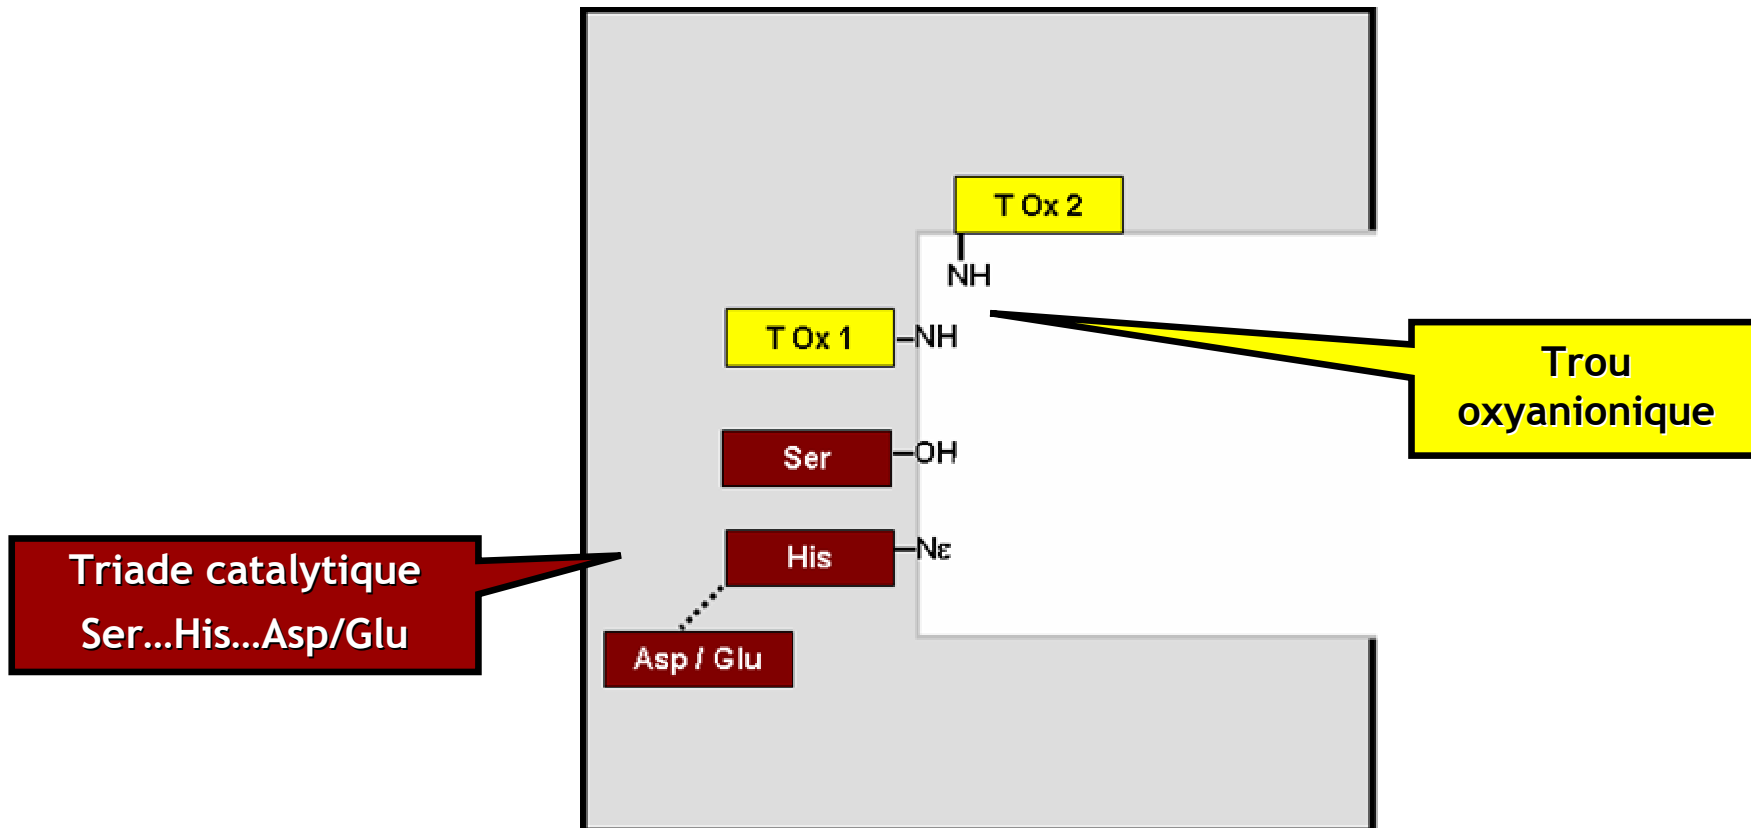 T Ox 2
NH
T Ox 1
NH
Trou
oxyanionique
Ser
OH
His
Nε
Triade catalytique
Ser...His...Asp/Glu
Asp / Glu